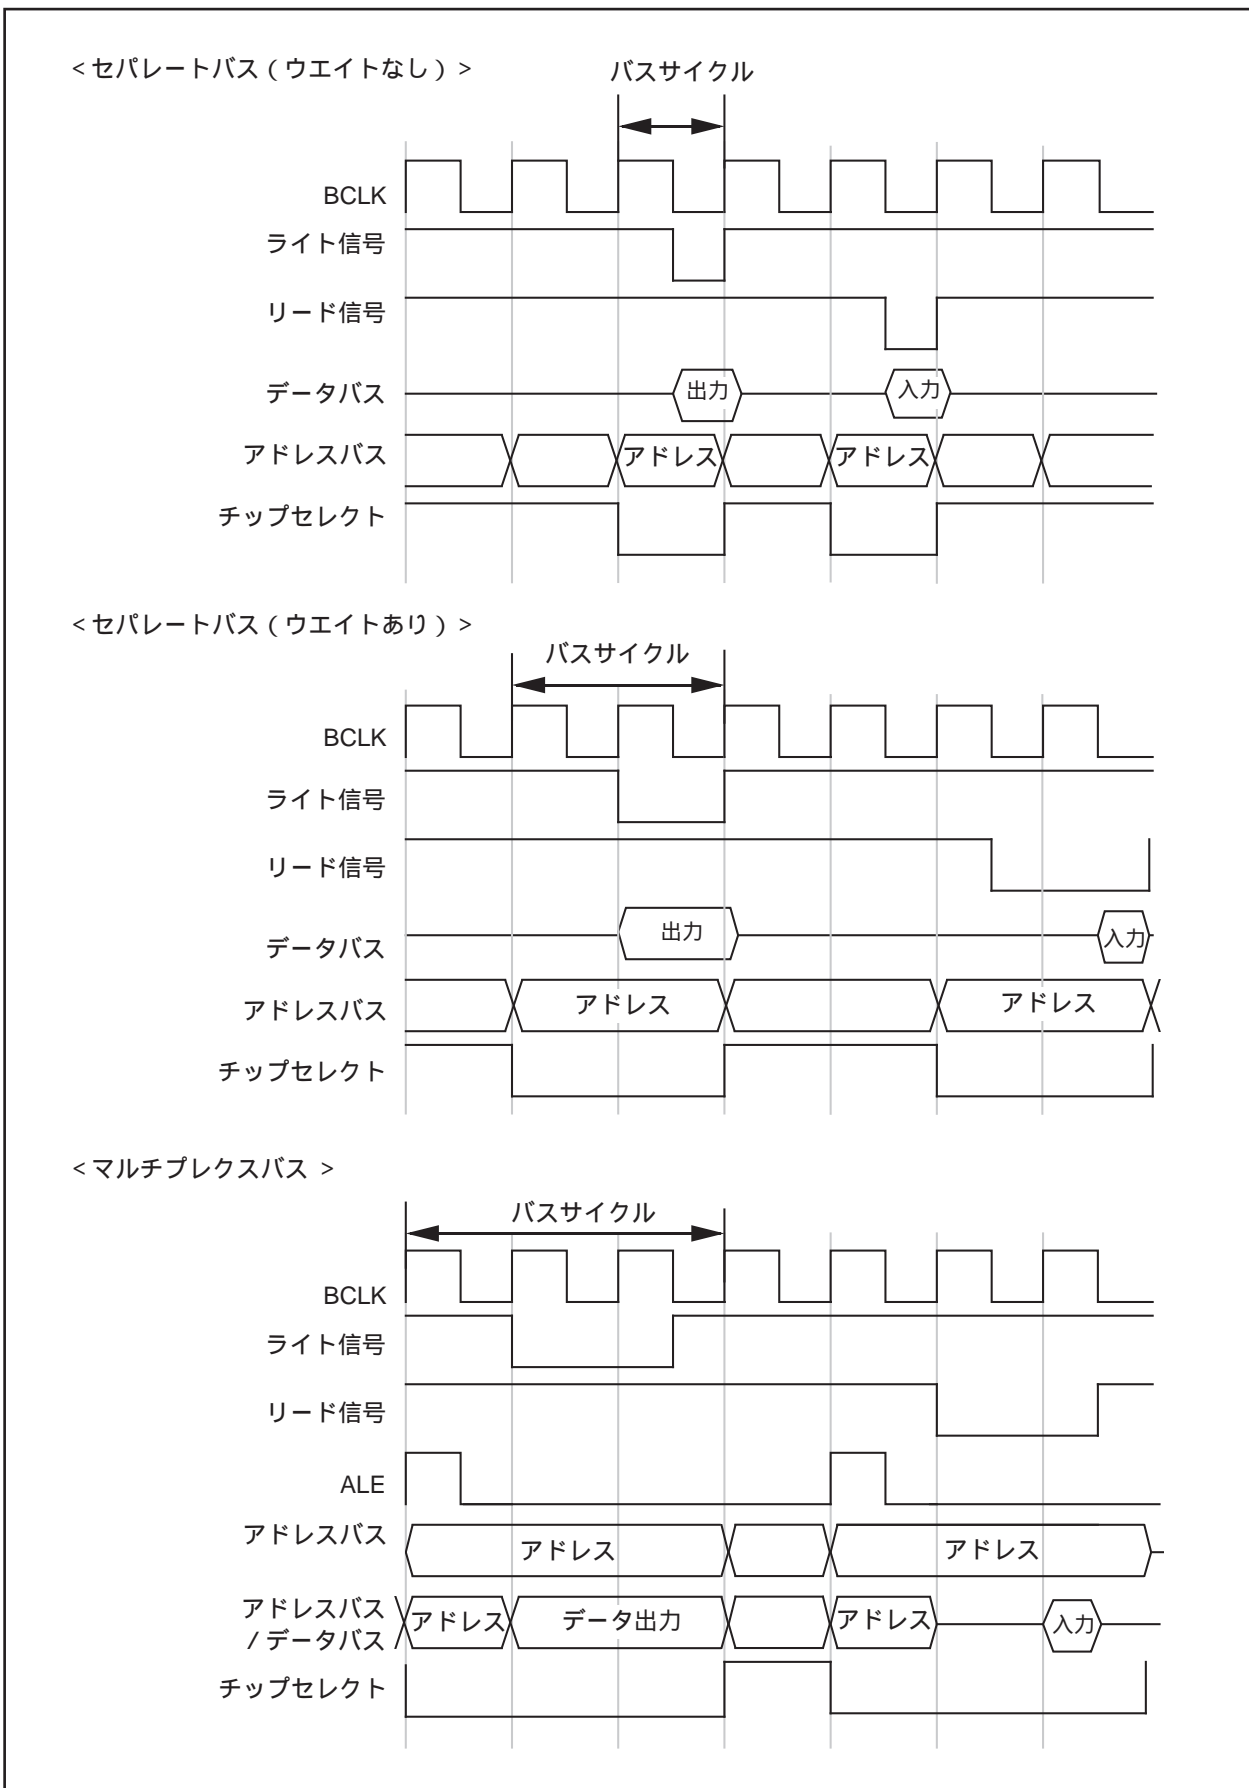 <セパレートバス（ウエイトなし）>
バスサイクル
BCLK
ライト信号
リード信号
データバス
出力
入力
アドレスバス
アドレス
アドレス
チップセレクト
<セパレートバス（ウエイトあり）>
バスサイクル
BCLK
ライト信号
リード信号
データバス
出力
入力
アドレスバス
アドレス
アドレス
チップセレクト
<マルチプレクスバス >
バスサイクル
BCLK
ライト信号
リード信号
ALE
アドレスバス
アドレス
アドレス
アドレスバス
/データバス
アドレス
データ出力
アドレス
入力
チップセレクト